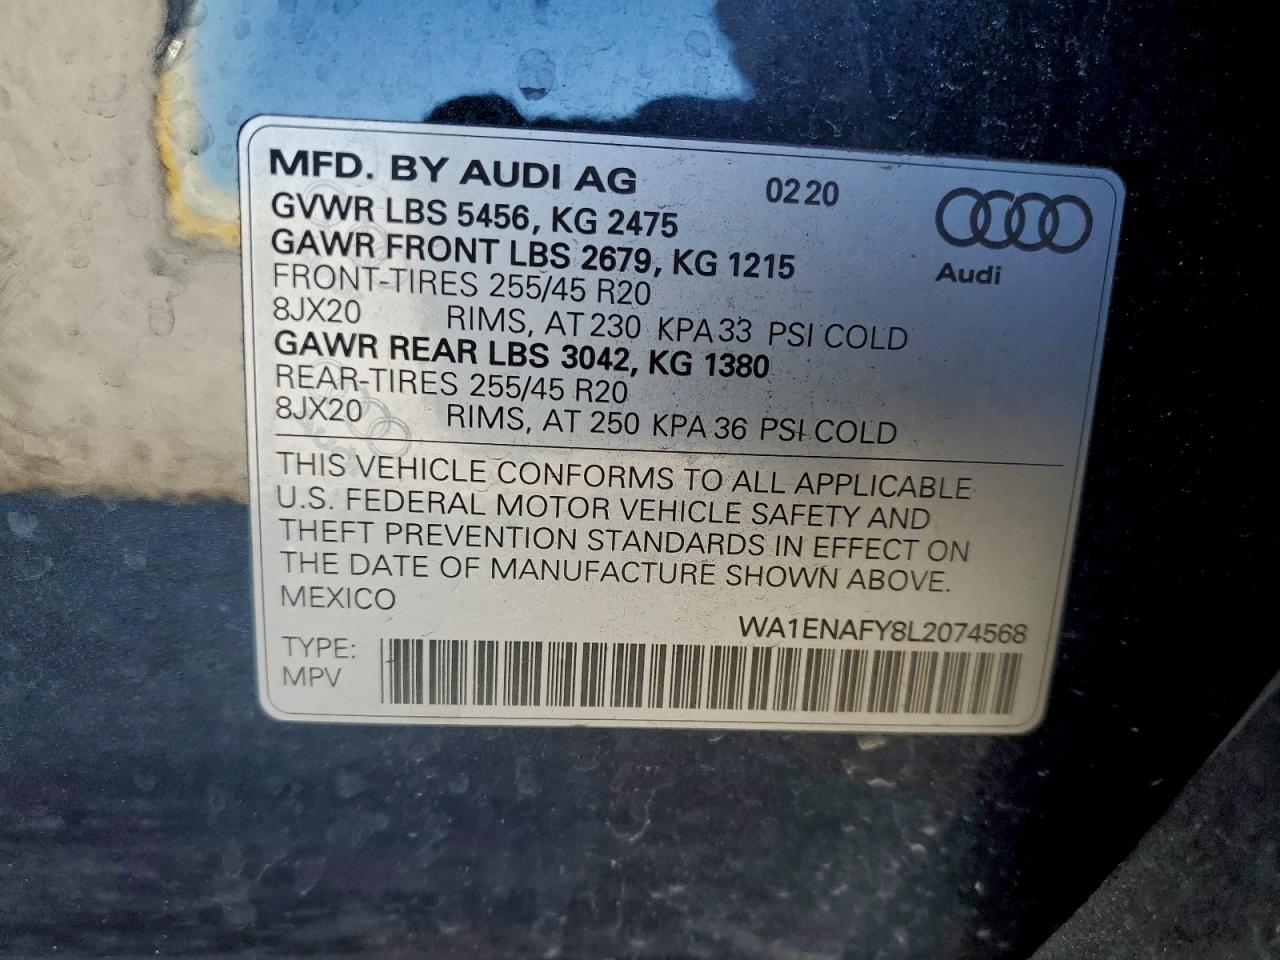 MFD. BY AUDI AG 0220
GVWR LBS 5456, KG 2475
GAWR FRONT LBS 2679, KG 1215
Audi
FRONT-TIRES 255/45 R20
8JX20 RIMS, AT 230 KPA 33 PSI COLD
GAWR REAR LBS 3042, KG 1380
REAR-TIRES 255/45 R20
8JX20 RIMS, AT 250 KPA 36 PSI COLD
THIS VEHICLE CONFORMS TO ALL APPLICABLE
U.S. FEDERAL MOTOR VEHICLE SAFETY AND
THEFT PREVENTION STANDARDS IN EFFECT ON
THE DATE OF MANUFACTURE SHOWN ABOVE.
MEXICO
WA1ENAFY8L2074568
TYPE:
MPV